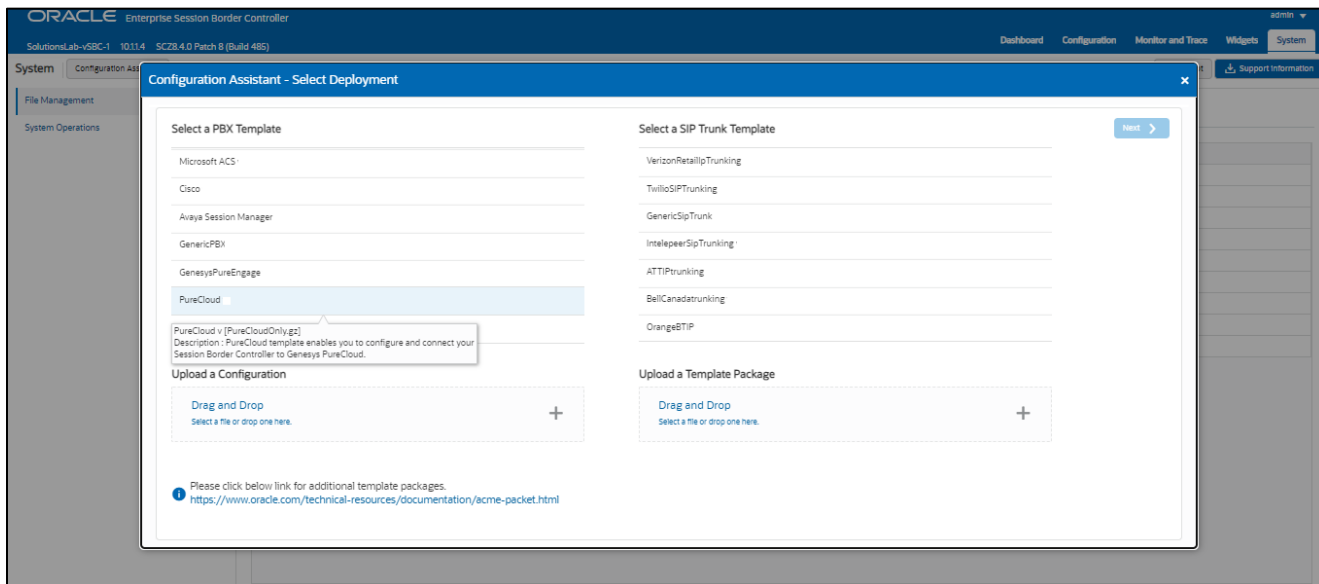 ORACLE Enterprise Session Border Controller
admin
SolutionsLab-vSBC-1 10.1.1.4 SCZ8.4.0 Patch 8 (Build 485)
Dashboard Configuration Monitor and Trace Widgets System
System
Configuration Ass
Support Information
File Management
System Operations
Configuration Assistant - Select Deployment
Select a PBX Template
Microsoft ACS
Cisco
Avaya Session Manager
GenericPBX
GenesysPureEngage
PureCloud
PureCloud v [PureCloudOnly.gz]
Description : PureCloud template enables you to configure and connect your
Session Border Controller to Genesys PureCloud.
Select a SIP Trunk Template
Next
VerizonRetailIpTrunking
TwilioSIPTrunking
GenericSipTrunk
IntelepeerSipTrunking
ATTIPtrunking
BellCanadatrunking
OrangeBTIP
Upload a Configuration
Drag and Drop
Select a file or drop one here.
Upload a Template Package
Drag and Drop
Select a file or drop one here.
Please click below link for additional template packages.
https://www.oracle.com/technical-resources/documentation/acme-packet.html